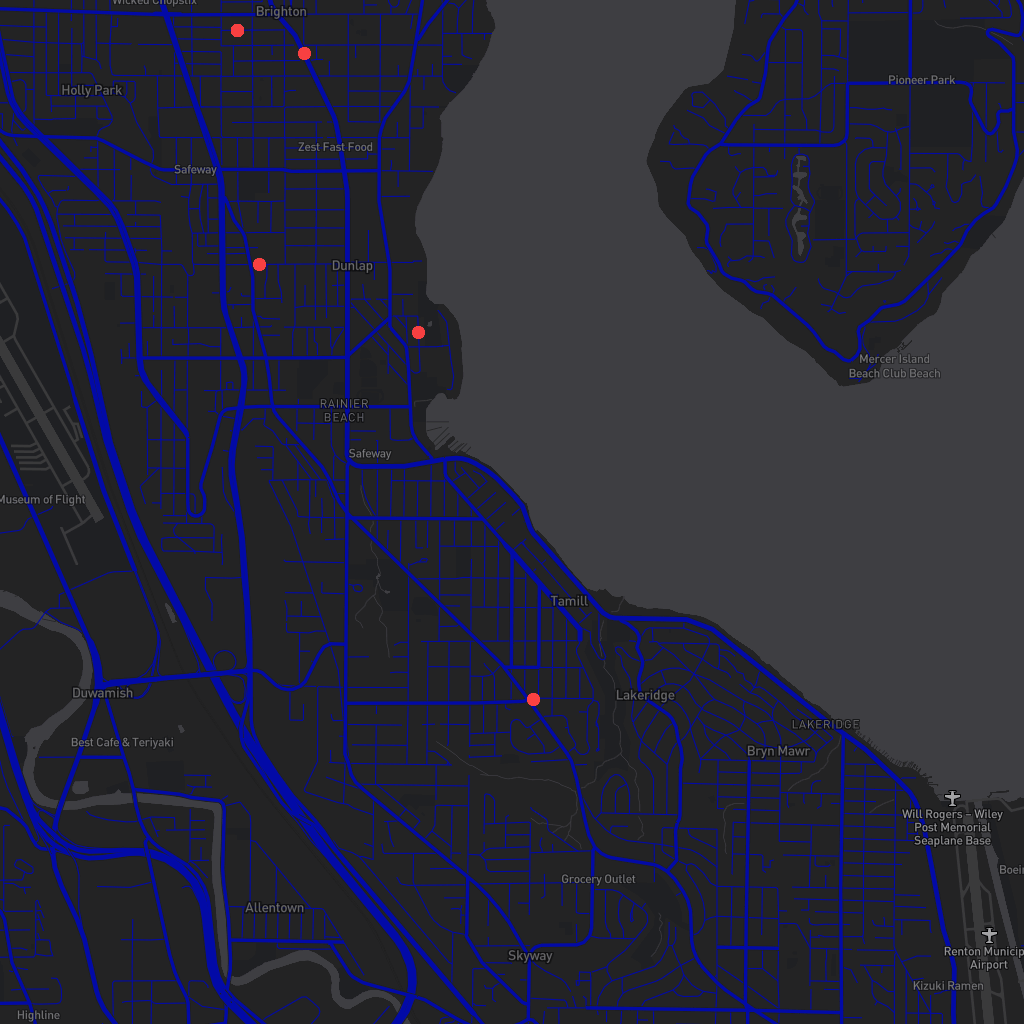 Wicked Chopstix
Brighton
Pioneer Park
Holly Park
Zest Fast Food
Safeway
Dunlap
Mercer Island
Beach Club Beach
RAINIER
BEACH
Safeway
Museum of Flight
Tamill
Duwamish
Lakeridge
LAKERIDGE
Best Cafe & Teriyaki
Bryn Mawr
Will Rogers - Wiley
Post Memorial
Seaplane Base
Boein
Grocery Outlet
Allentown
Skyway
Renton Municip
Airport
Kizuki Ramen
Highline